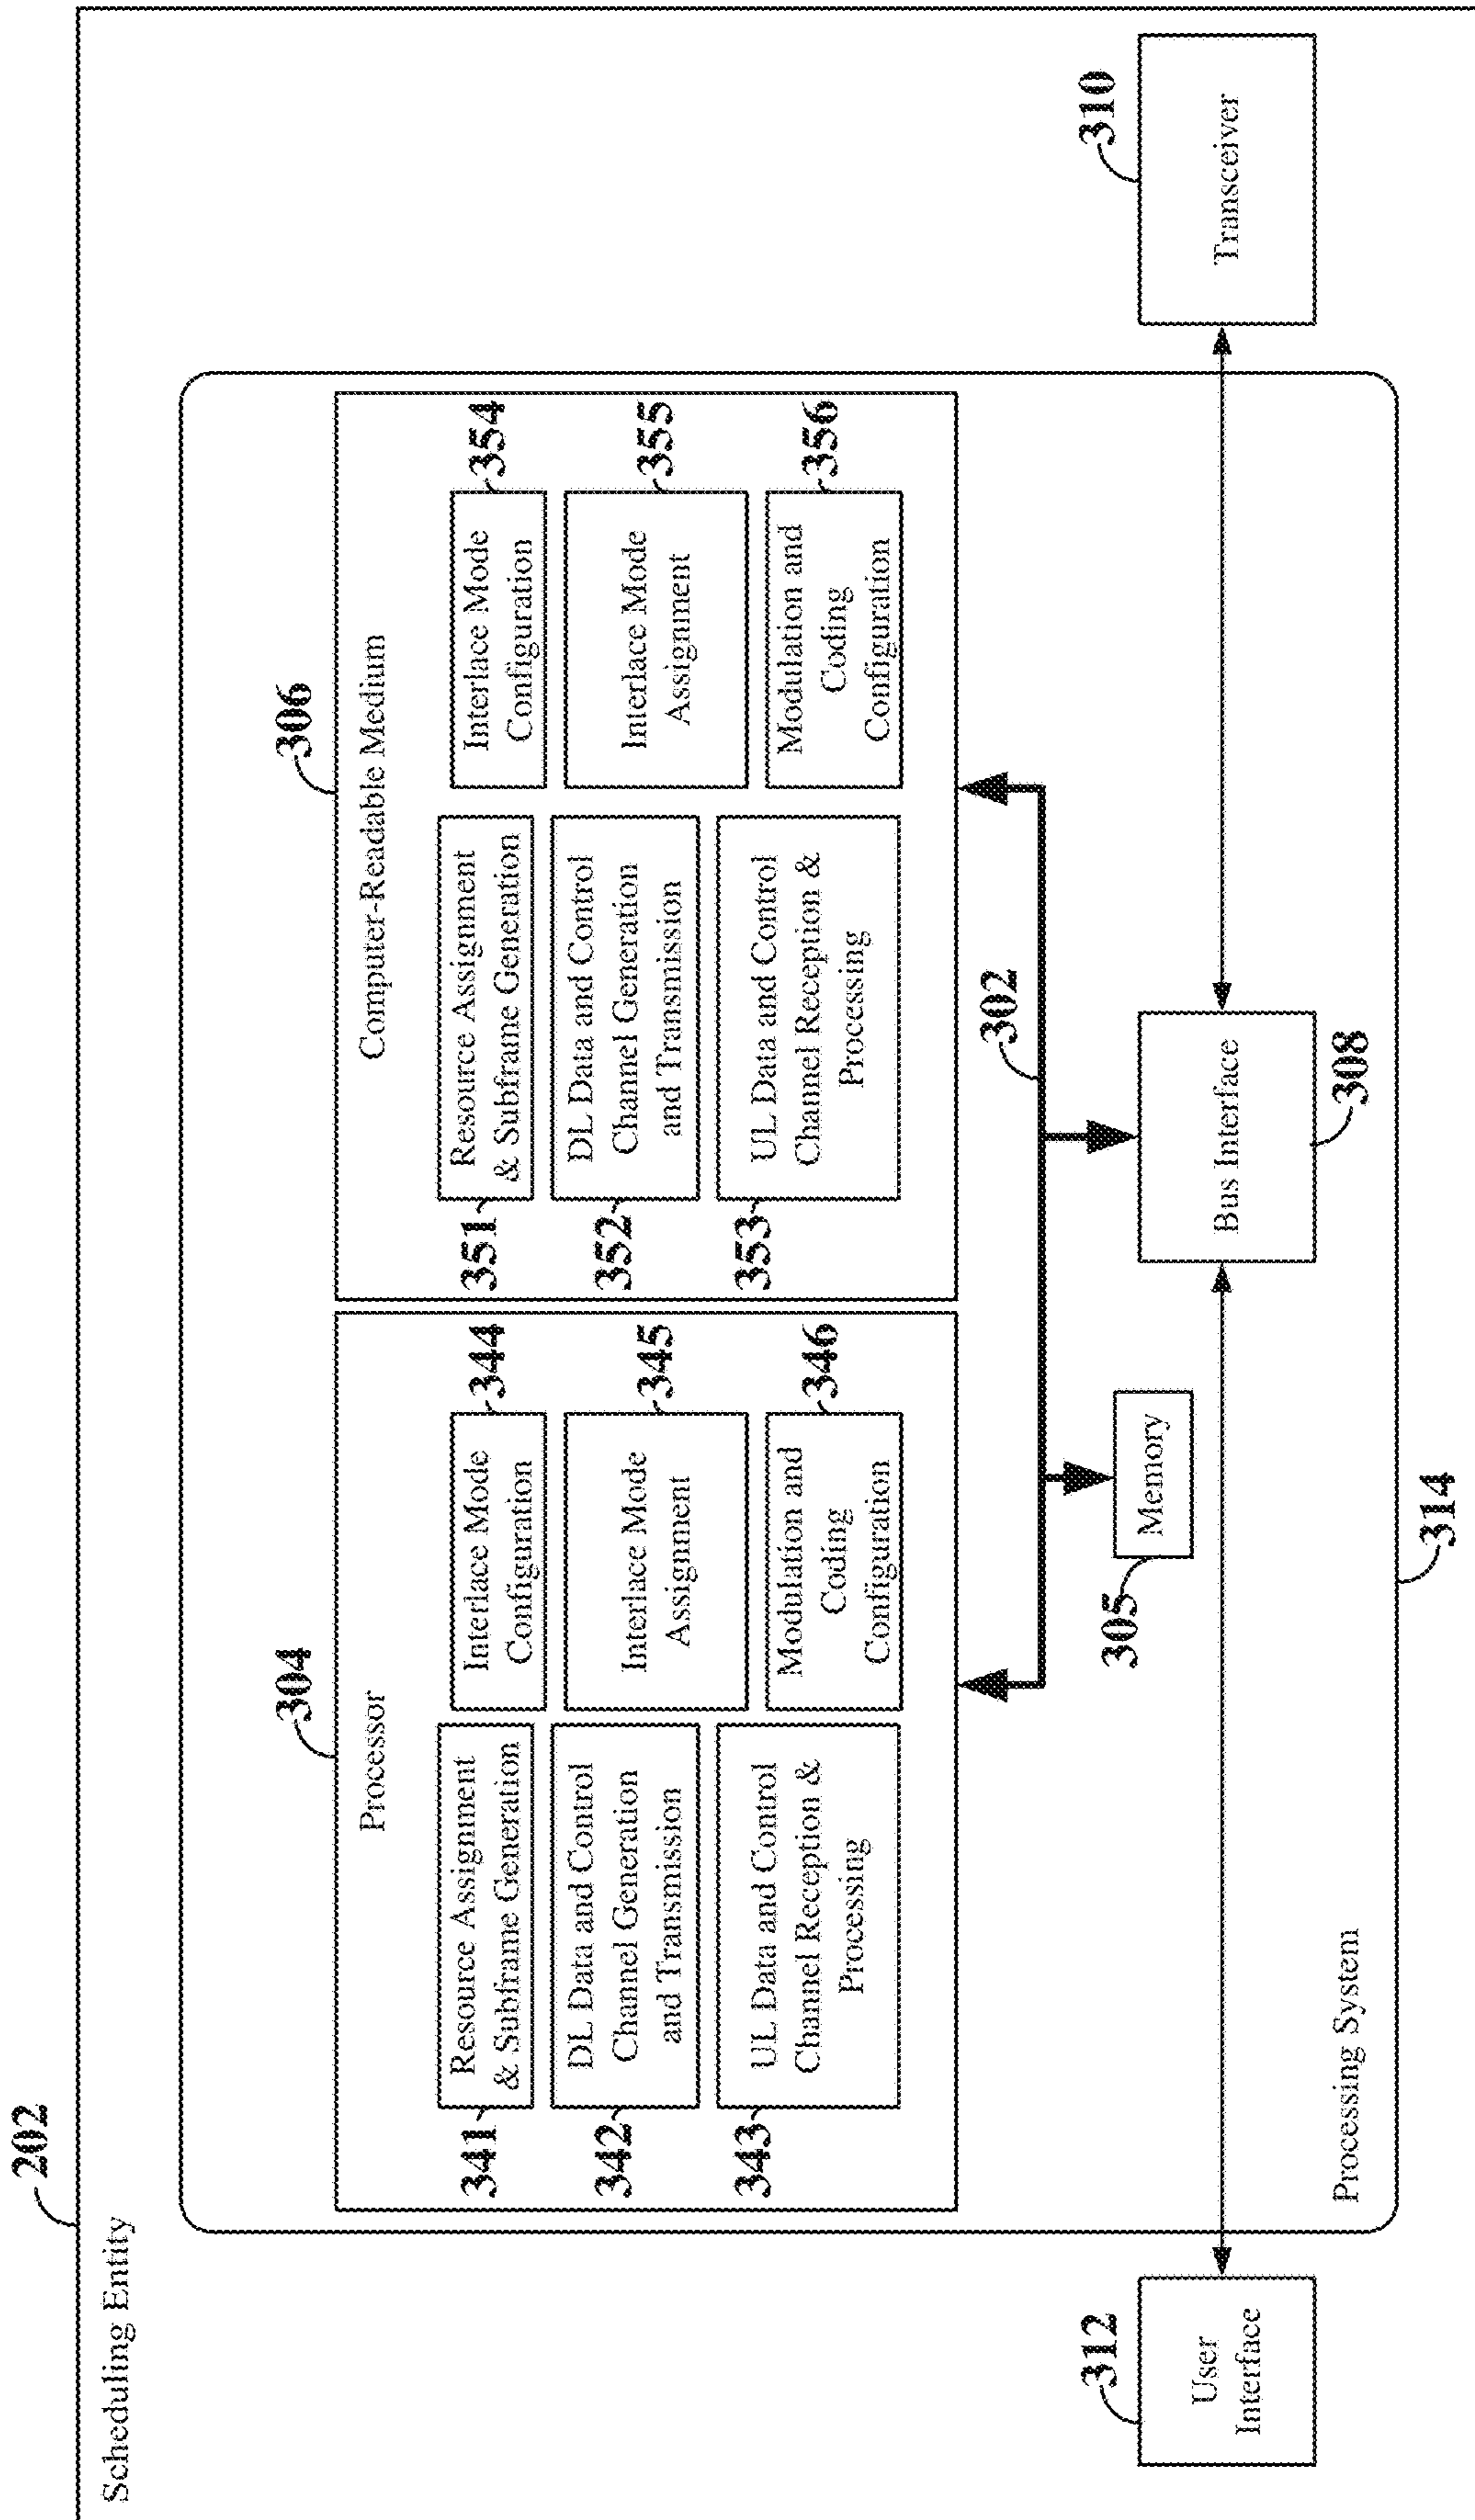 202
Scheduling Entity
304
Processor
341
Resource Assignment
& Subframe Generation
342
DL Data and Control
Channel Generation
and Transmission
343
UL Data and Control
Channel Reception &
Processing
344
Interlace Mode
Configuration
345
Interlace Mode
Assignment
346
Modulation and
Coding
Configuration
306
Computer-Readable Medium
351
Resource Assignment
& Subframe Generation
352
DL Data and Control
Channel Generation
and Transmission
353
UL Data and Control
Channel Reception &
Processing
354
Interlace Mode
Configuration
355
Interlace Mode
Assignment
356
Modulation and
Coding
Configuration
302
305
Memory
312
User
Interface
Bus Interface
308
310
Transceiver
Processing System
314